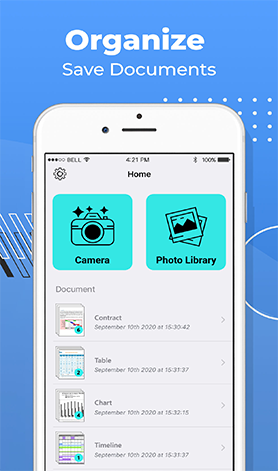 Organize
Save Documents
BELL 4:21 PM 100%
Home
Camera Photo Library
Document
Contract
September 10th 2020 at 15:30:42
6
Table
September 10th 2020 at 15:31:37
2
Chart
September 10th 2020 at 15:32:15
4
Timeline
September 10th 2020 at 15:31:37